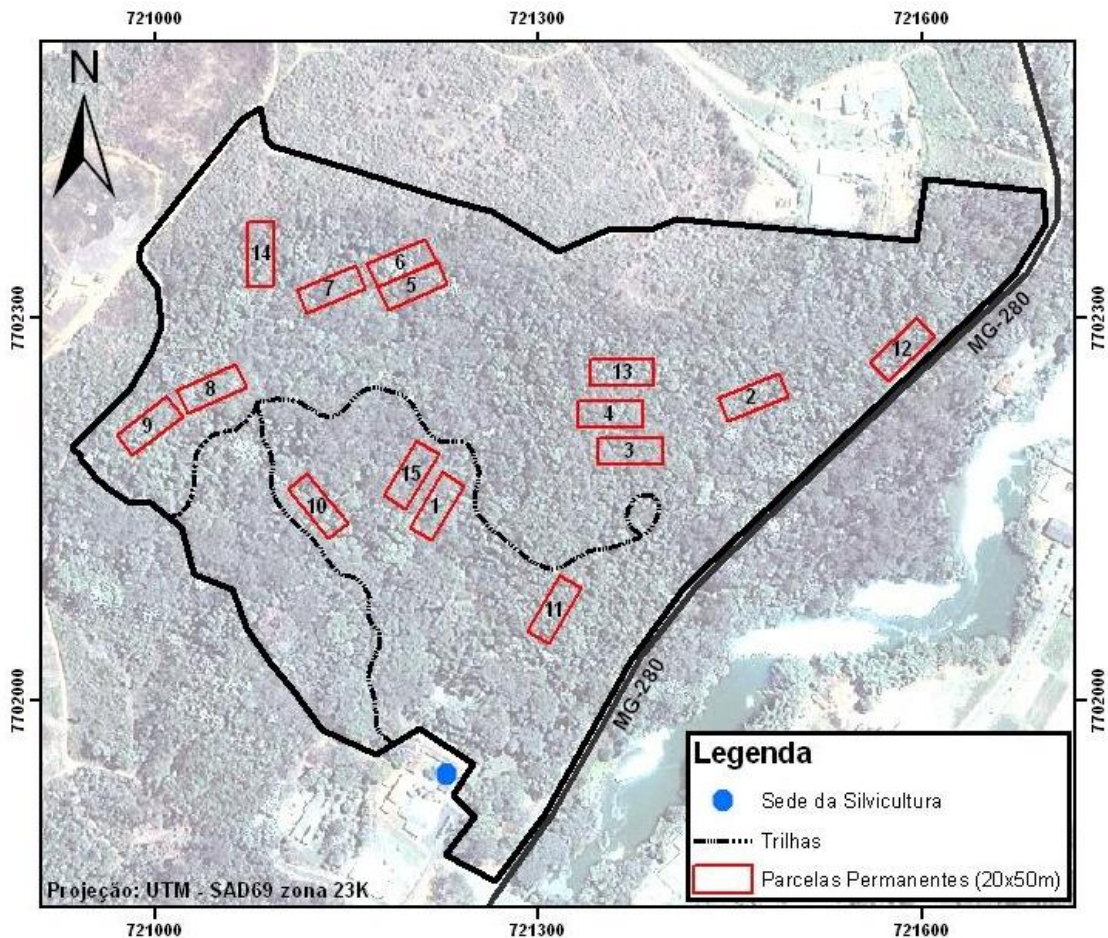 721000 721300 721600
N
14
6
7
5
7702300
7702300
MG-280
12
13
8
2
4
9
3
15
10
1
11
7702000
7702000
MG-280
Legenda
Sede da Silvicultura
Trilhas
Parcelas Permanentes (20x50m)
Projeção: UTM - SAD69 zona 23K
721000 721300 721600